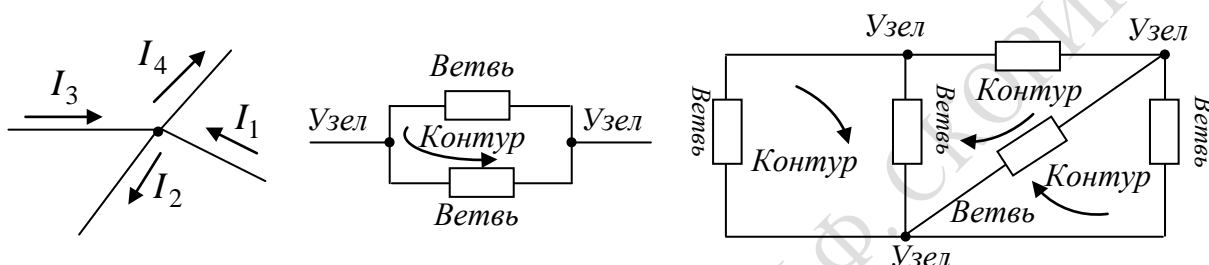 I₄
I₃
I₁
I₂
Ветвь
Узел
Контур
Узел
Ветвь
Узел
Узел
Ветвь
Контур
Ветвь
Контур
Ветвь
Контур
Ветвь
Узел
Ф. СКОРИ